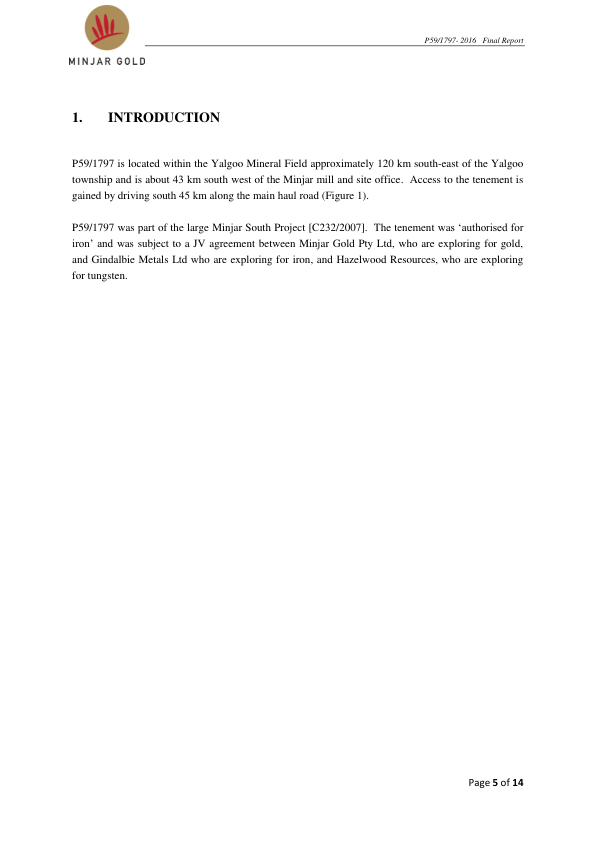 P59/1797- 2016 Final Report
MINJAR GOLD
1. INTRODUCTION
P59/1797 is located within the Yalgoo Mineral Field approximately 120 km south-east of the Yalgoo
township and is about 43 km south west of the Minjar mill and site office. Access to the tenement is
gained by driving south 45 km along the main haul road (Figure 1).
P59/1797 was part of the large Minjar South Project [C232/2007]. The tenement was ‘authorised for
iron’ and was subject to a JV agreement between Minjar Gold Pty Ltd, who are exploring for gold,
and Gindalbie Metals Ltd who are exploring for iron, and Hazelwood Resources, who are exploring
for tungsten.
Page 5 of 14